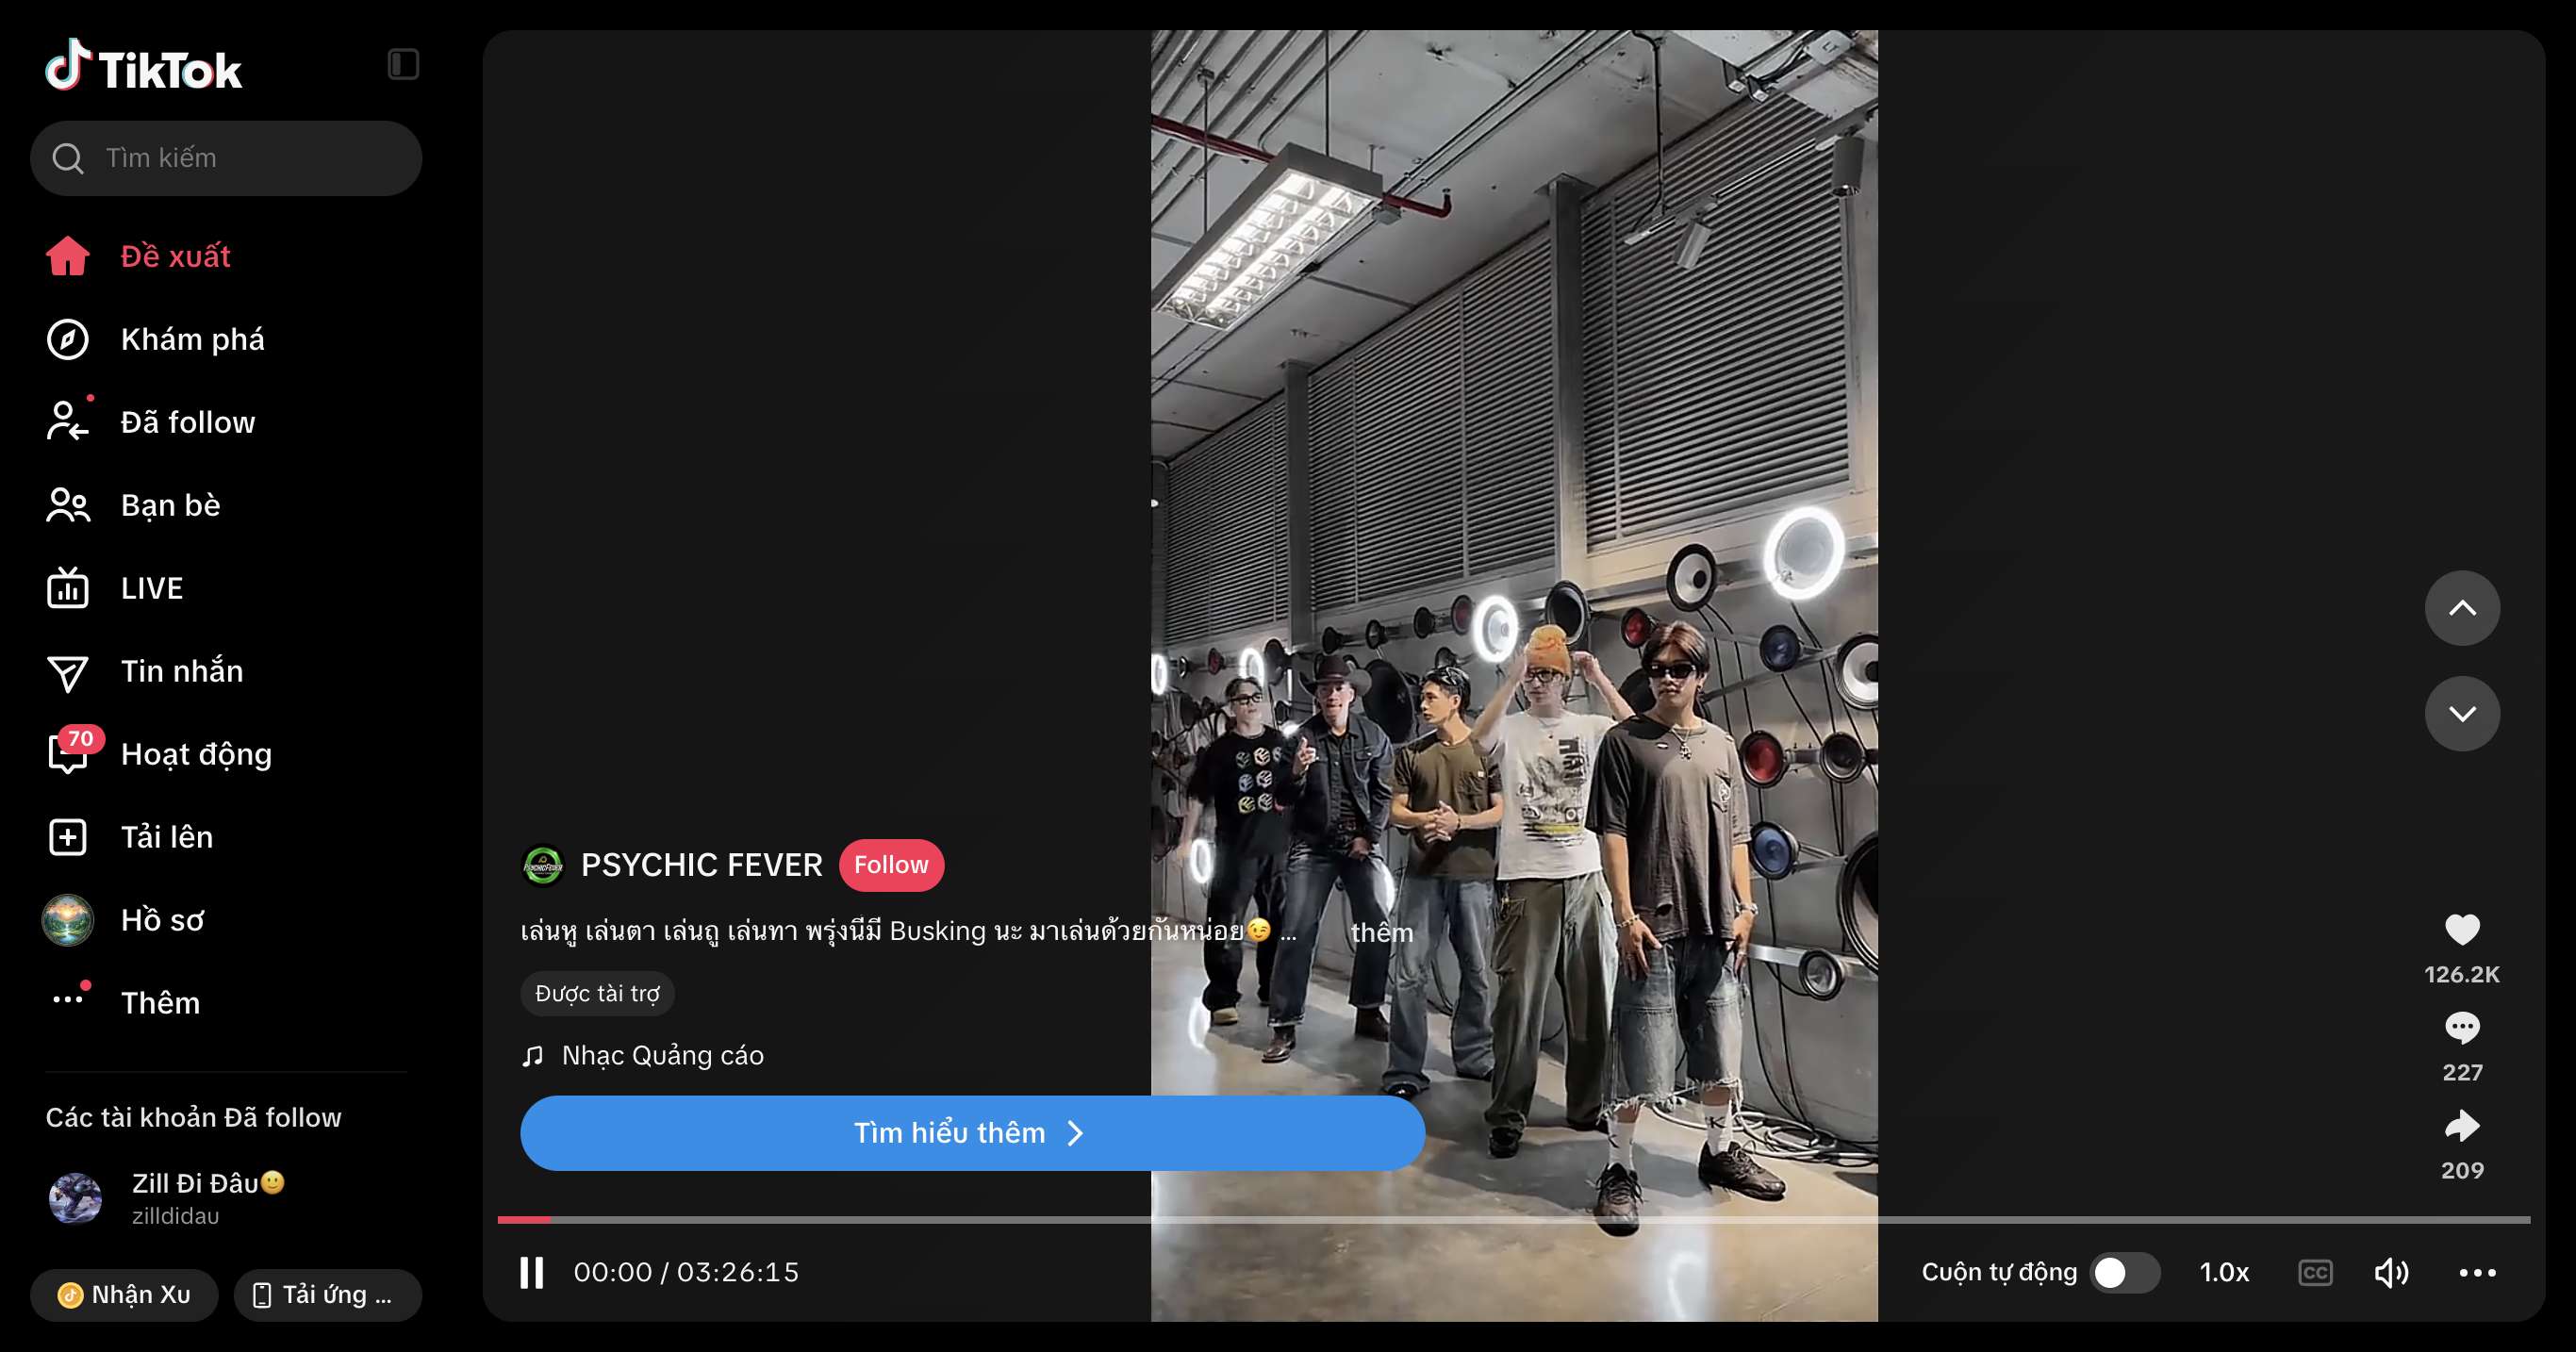 TikTok
Tìm kiếm
Đề xuất
Khám phá
Đã follow
Bạn bè
LIVE
Tin nhắn
70
Hoạt động
Tải lên
Hồ sơ
Thêm
Các tài khoản Đã follow
Zill Đi Đâu🙂
zilldidau
Nhận Xu
Tải ứng ...
PSYCHIC FEVER
Follow
เล่นหู เล่นตา เล่นถู เล่นทา พรุ่งนี้มี Busking นะ มาเล่นด้วยกันหน่อย😉 ... thêm
Được tài trợ
Nhạc Quảng cáo
Tìm hiểu thêm
126.2K
227
209
00:00 / 03:26:15
Cuộn tự động
1.0x
CC